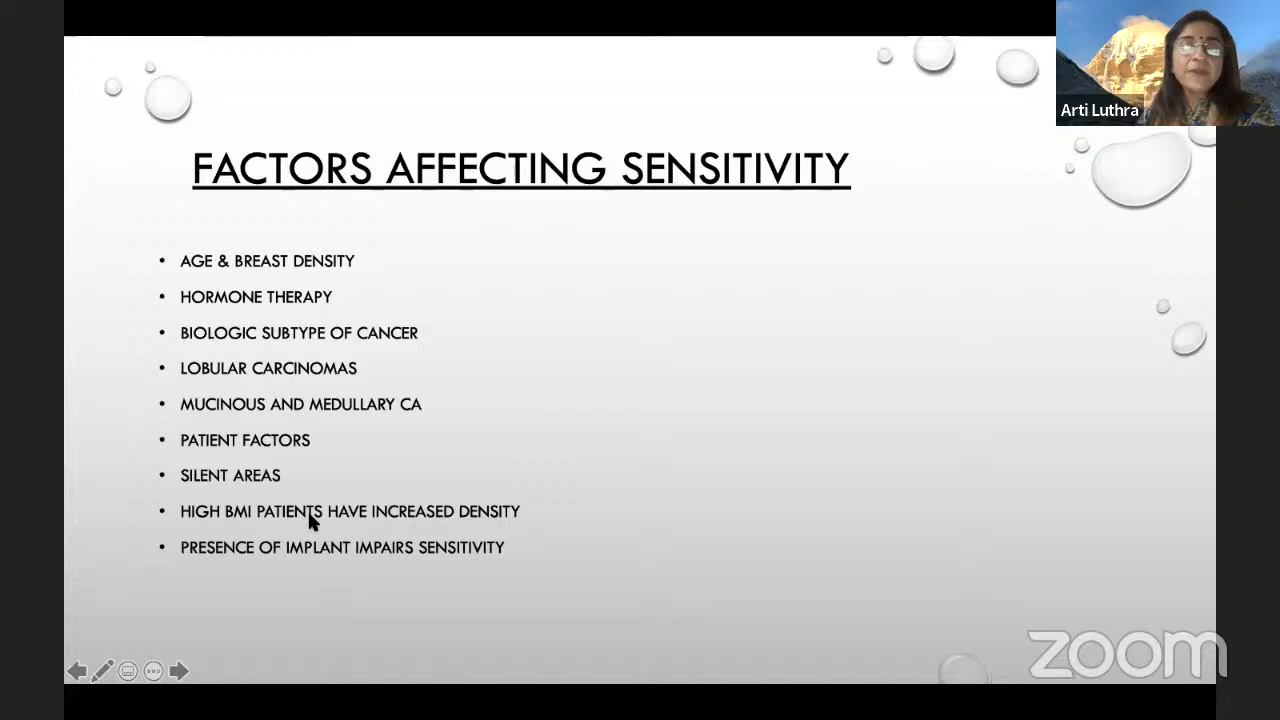 Arti Luthra
FACTORS AFFECTING SENSITIVITY
• AGE & BREAST DENSITY
• HORMONE THERAPY
• BIOLOGIC SUBTYPE OF CANCER
• LOBULAR CARCINOMAS
• MUCINOUS AND MEDULLARY CA
• PATIENT FACTORS
• SILENT AREAS
• HIGH BMI PATIENTS HAVE INCREASED DENSITY
• PRESENCE OF IMPLANT IMPAIRS SENSITIVITY
zoom